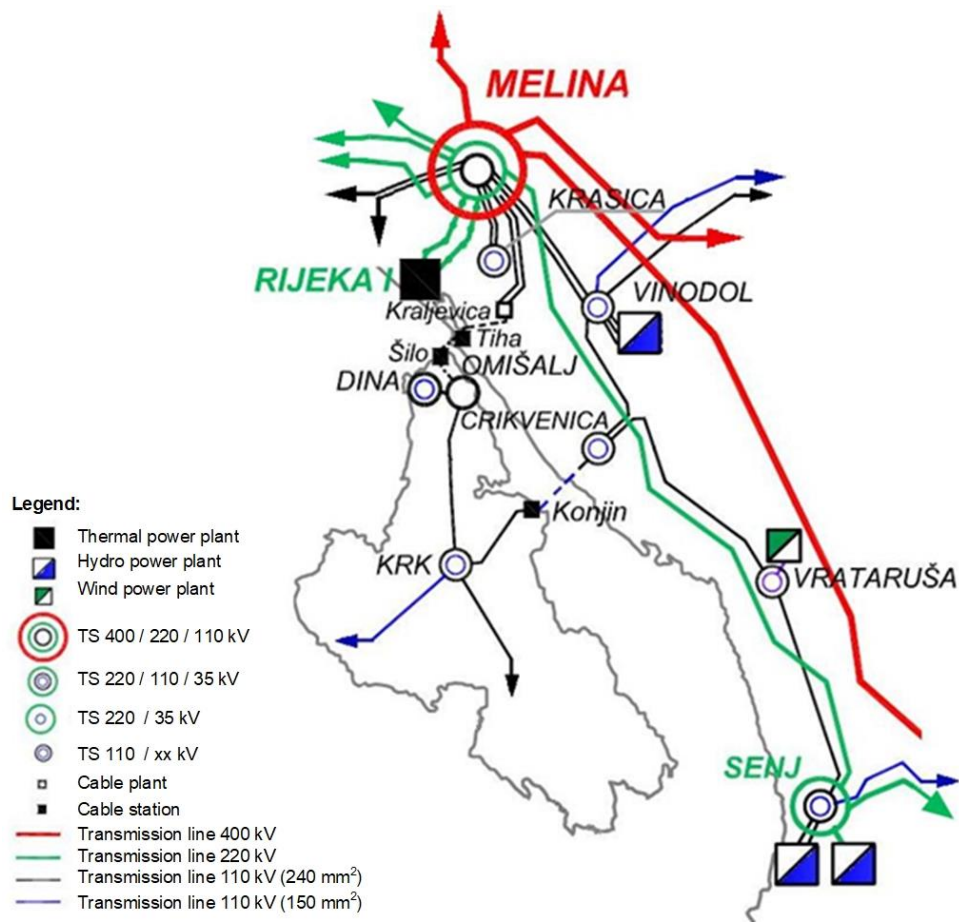 MELINA
KRASICA
RIJEKA I
VINODOL
Kraljevica
Tiha
Šilo
OMIŠALJ
DINA
CRIKVENICA
Konjin
KRK
VRATARUŠA
SENJ
Legend:
Thermal power plant
Hydro power plant
Wind power plant
TS 400 / 220 / 110 kV
TS 220 / 110 / 35 kV
TS 220 / 35 kV
TS 110 / xx kV
Cable plant
Cable station
Transmission line 400 kV
Transmission line 220 kV
Transmission line 110 kV (240 mm²)
Transmission line 110 kV (150 mm²)